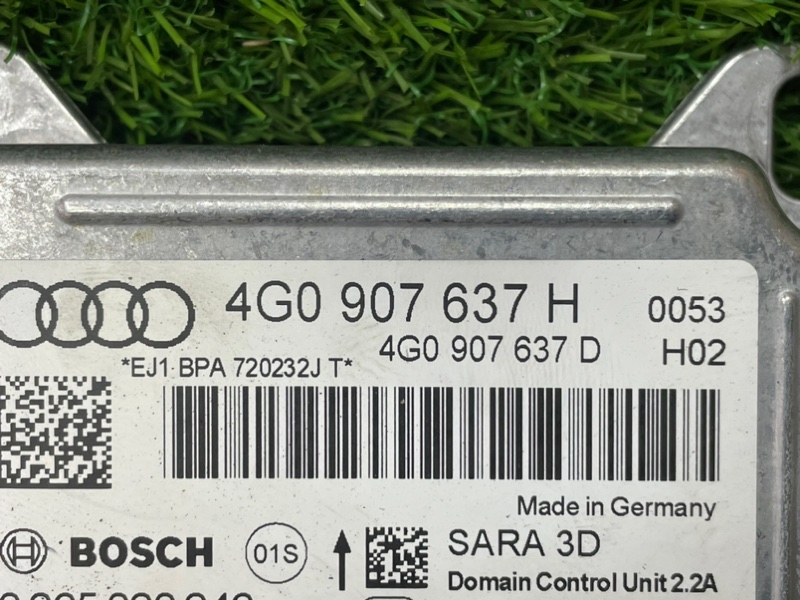 4G0 907 637 H 0053
4G0 907 637 D H02
*EJ1 BPA 720232J T*
Made in Germany
BOSCH 01S SARA 3D
Domain Control Unit 2.2A